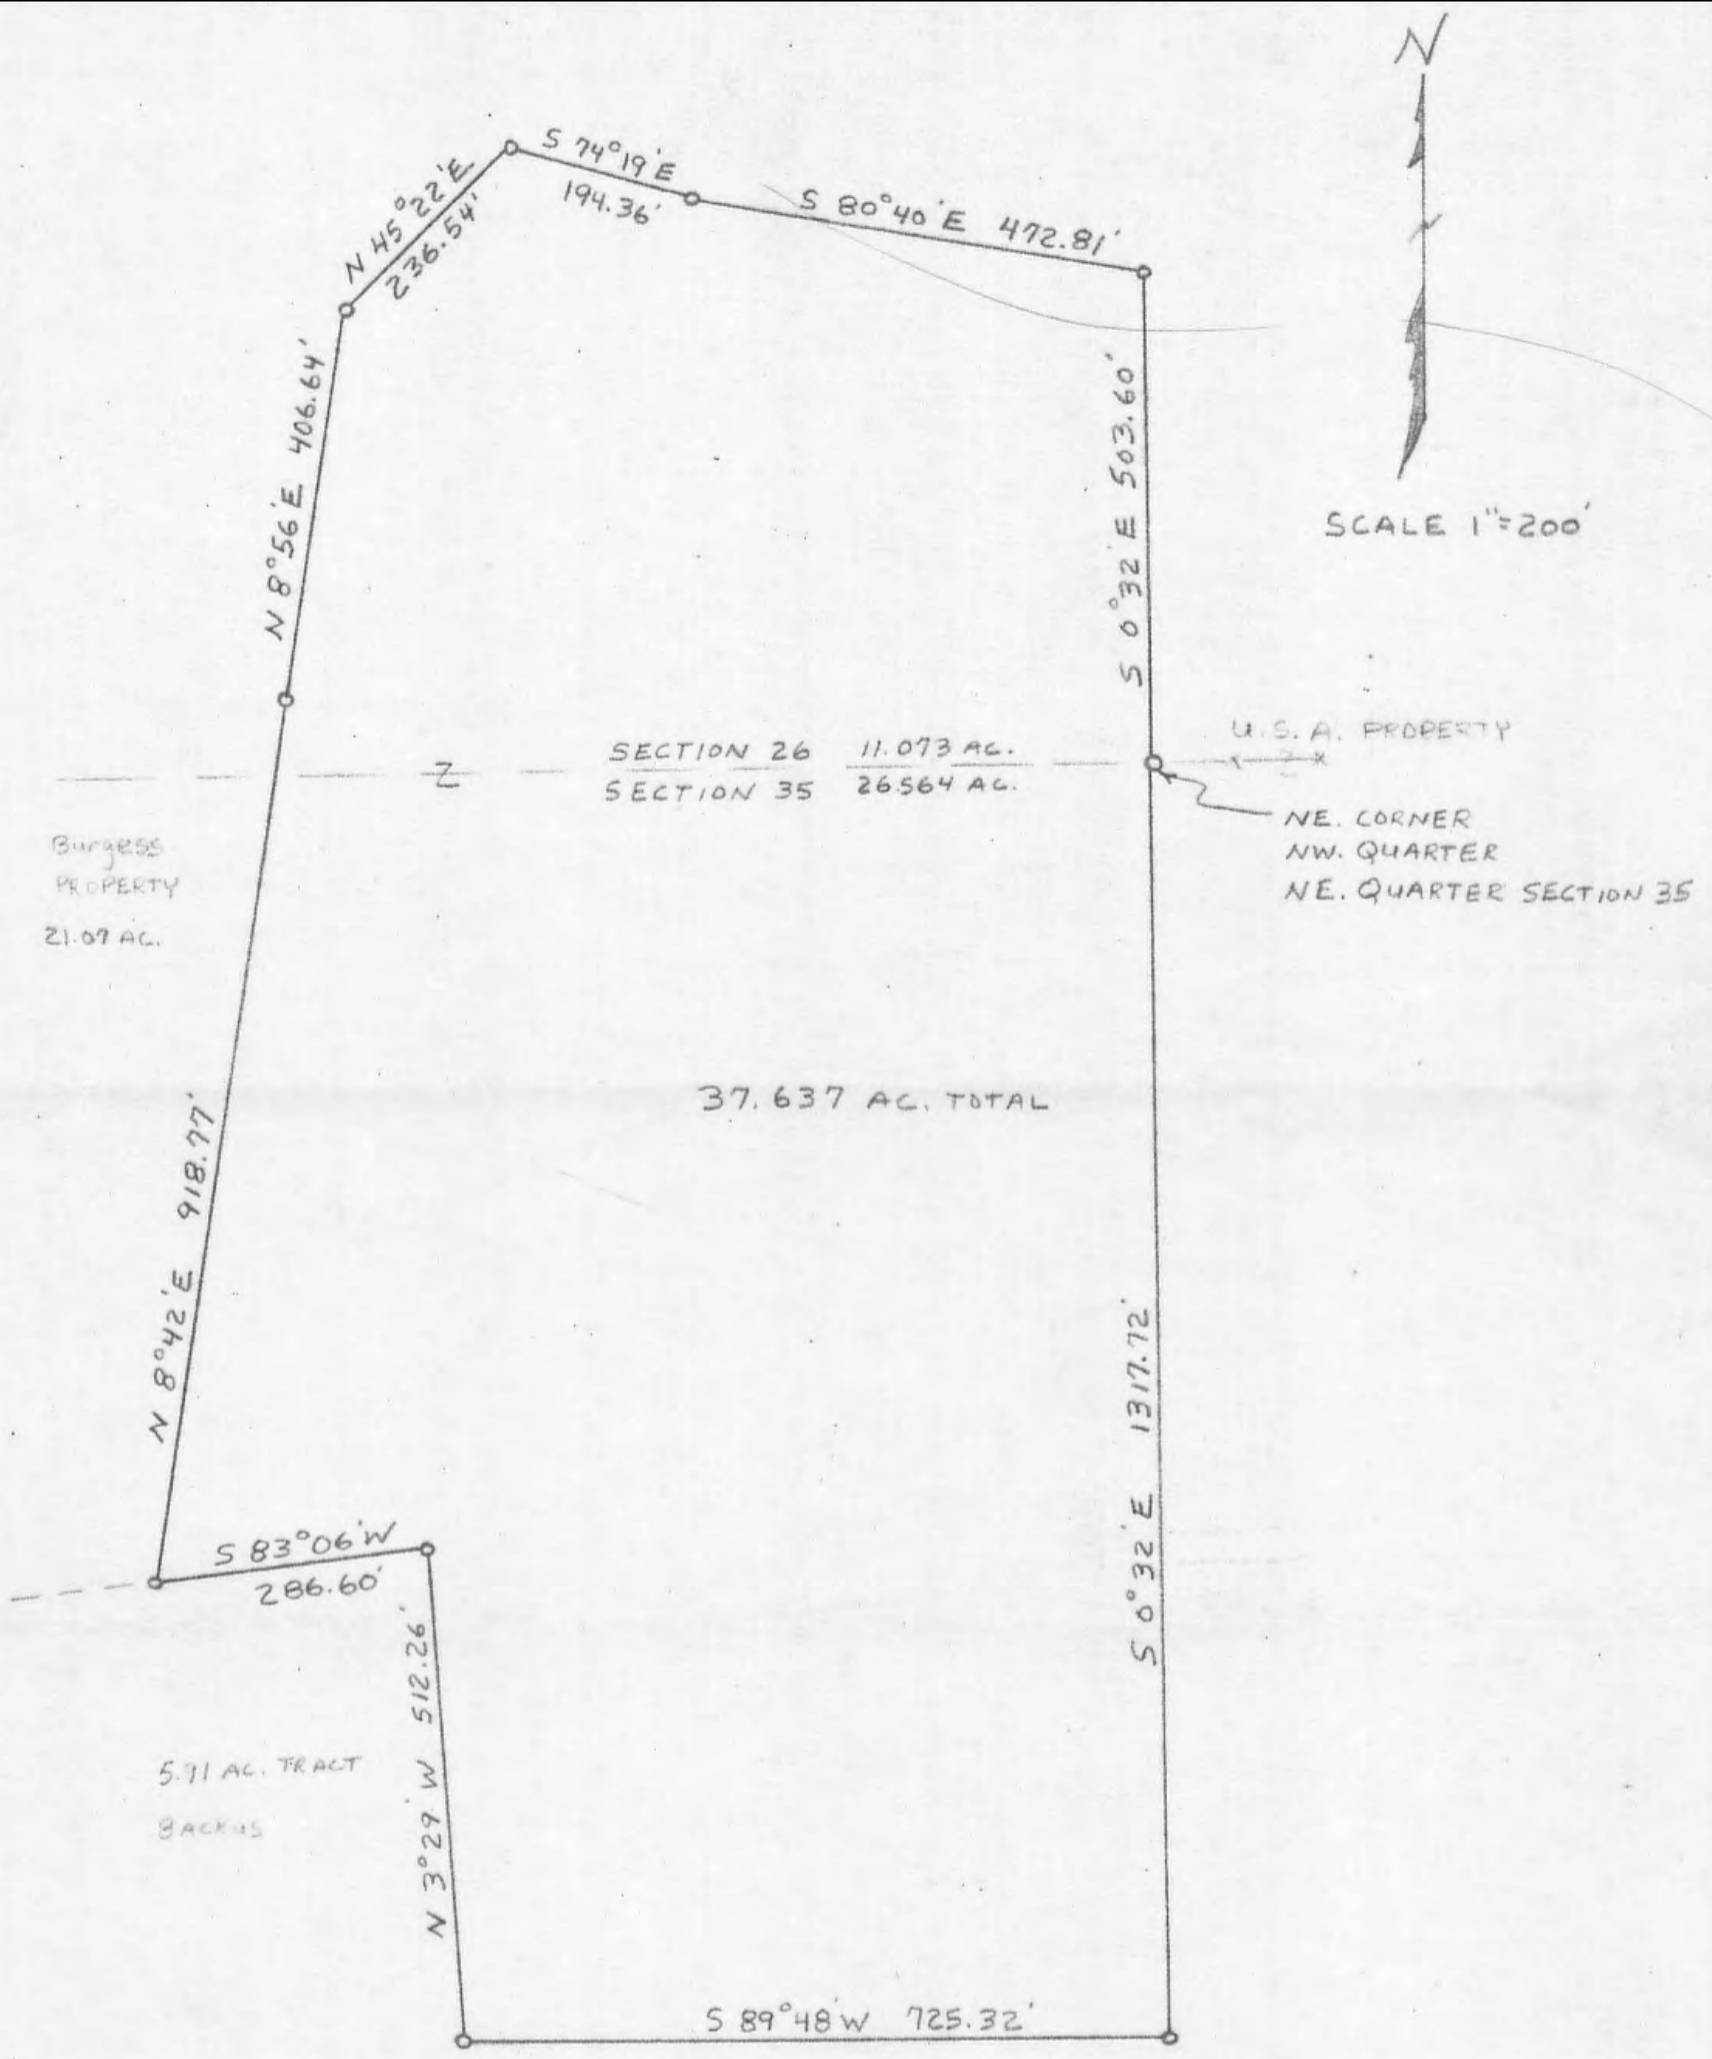 N
S 74°19'E
194.36'
N 45°22'E
236.54'
S 80°40'E 472.81'
N 8°56'E 406.64'
S 0°32'E 503.60'
SCALE 1"=200'
U.S.A. PROPERTY
SECTION 26 11.073 AC.
SECTION 35 26.564 AC.
Z
NE. CORNER
NW. QUARTER
NE. QUARTER SECTION 35
Burgess
PROPERTY
21.07 AC.
37.637 AC. TOTAL
N 8°42'E 918.77'
S 0°32'E 1317.72'
S 83°06'W
286.60'
N 3°29'W 512.26'
5.71 AC. TRACT
BACKUS
S 89°48'W 725.32'